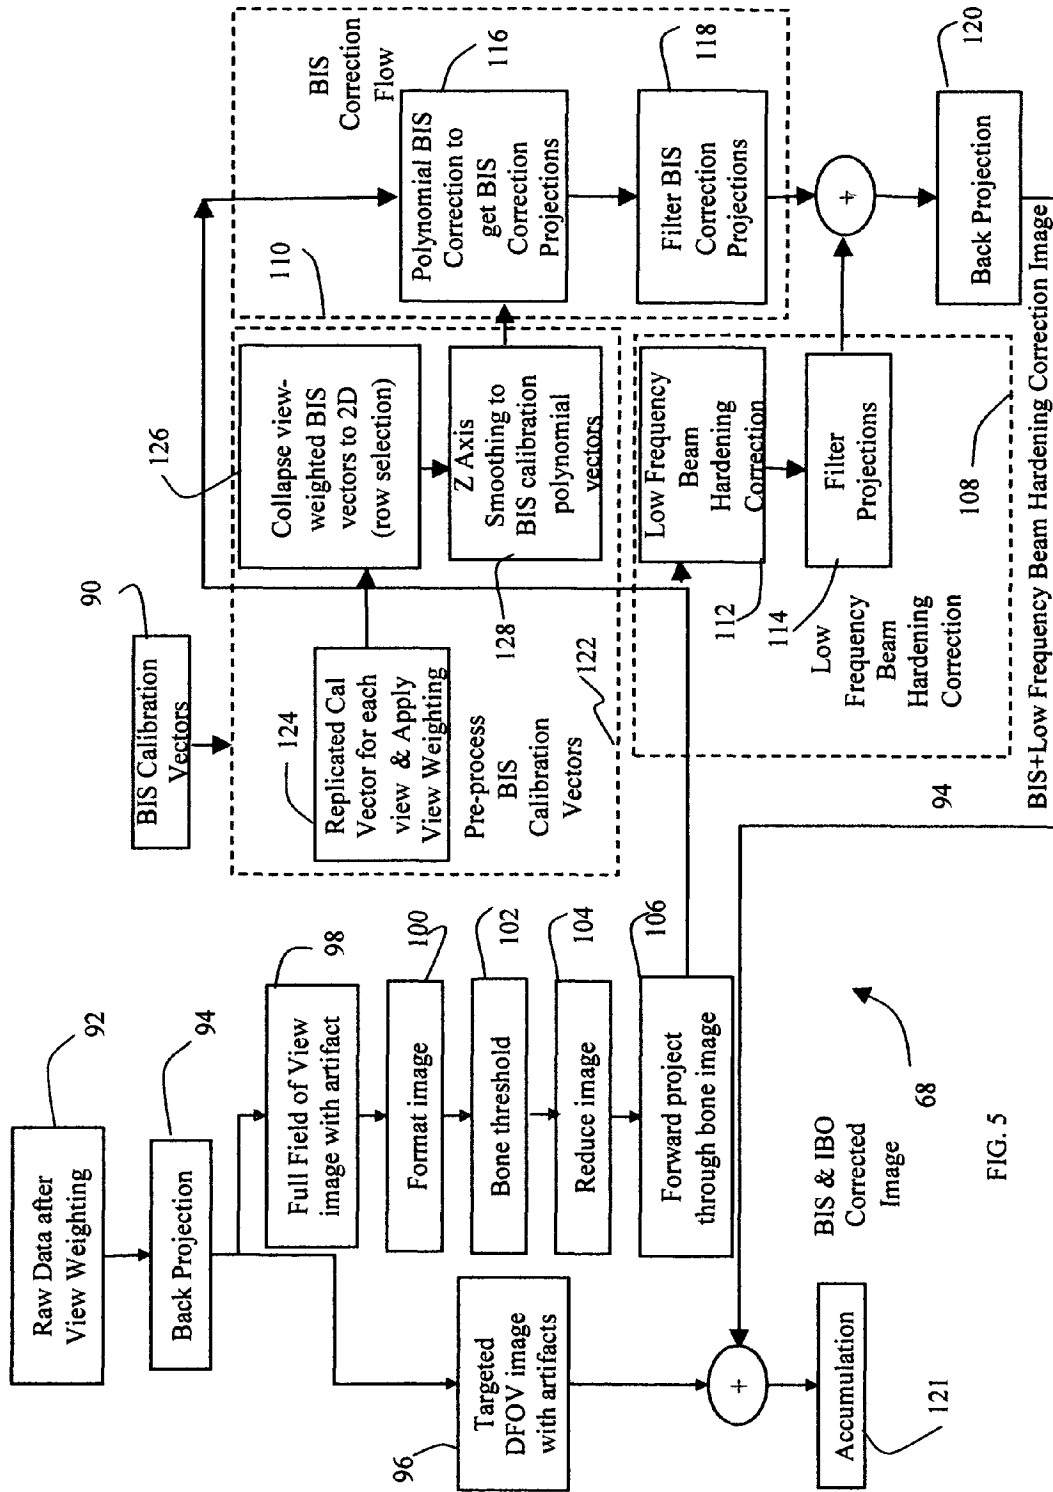 Raw Data after
View Weighting
92
Back Projection
94
Targeted
DFOV image
with artifacts
96
Full Field of View
image with artifact
98
Format image
100
Bone threshold
102
Reduce image
104
Forward project
through bone image
106
+
Accumulation
121
BIS & IBO
Corrected
Image
68
FIG. 5
BIS Calibration
Vectors
90
Replicated Cal
Vector for each
view & Apply
View Weighting
124
Pre-process
BIS
Calibration
Vectors
122
Collapse view-
weighted BIS
vectors to 2D
(row selection)
126
Z Axis
Smoothing to
BIS calibration
polynomial
vectors
128
110
BIS
Correction
Flow
Polynomial BIS
Correction to
get BIS
Correction
Projections
116
Filter BIS
Correction
Projections
118
Low Frequency
Beam
Hardening
Correction
112
Filter
Projections
114
Low
Frequency
Beam
Hardening
Correction
108
+
Back Projection
120
94
BIS+Low Frequency Beam Hardening Correction Image